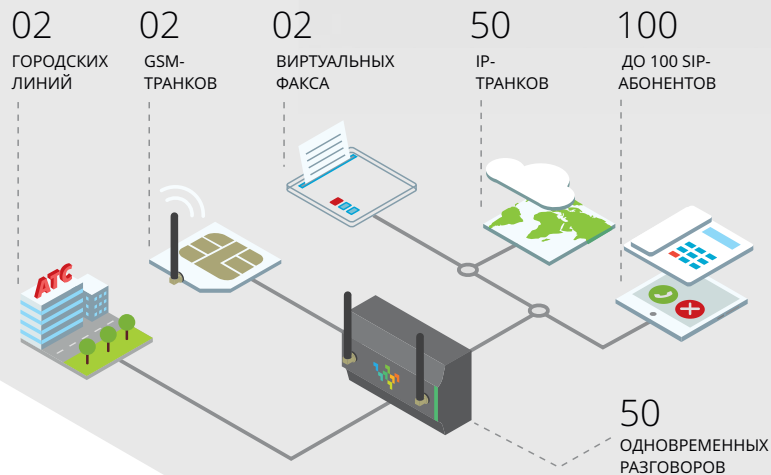 02
ГОРОДСКИХ
ЛИНИЙ
02
GSM-
ТРАНКОВ
02
ВИРТУАЛЬНЫХ
ФАКСА
50
IP-
ТРАНКОВ
100
ДО 100 SIP-
АБОНЕНТОВ
АТС
50
ОДНОВРЕМЕННЫХ
РАЗГОВОРОВ